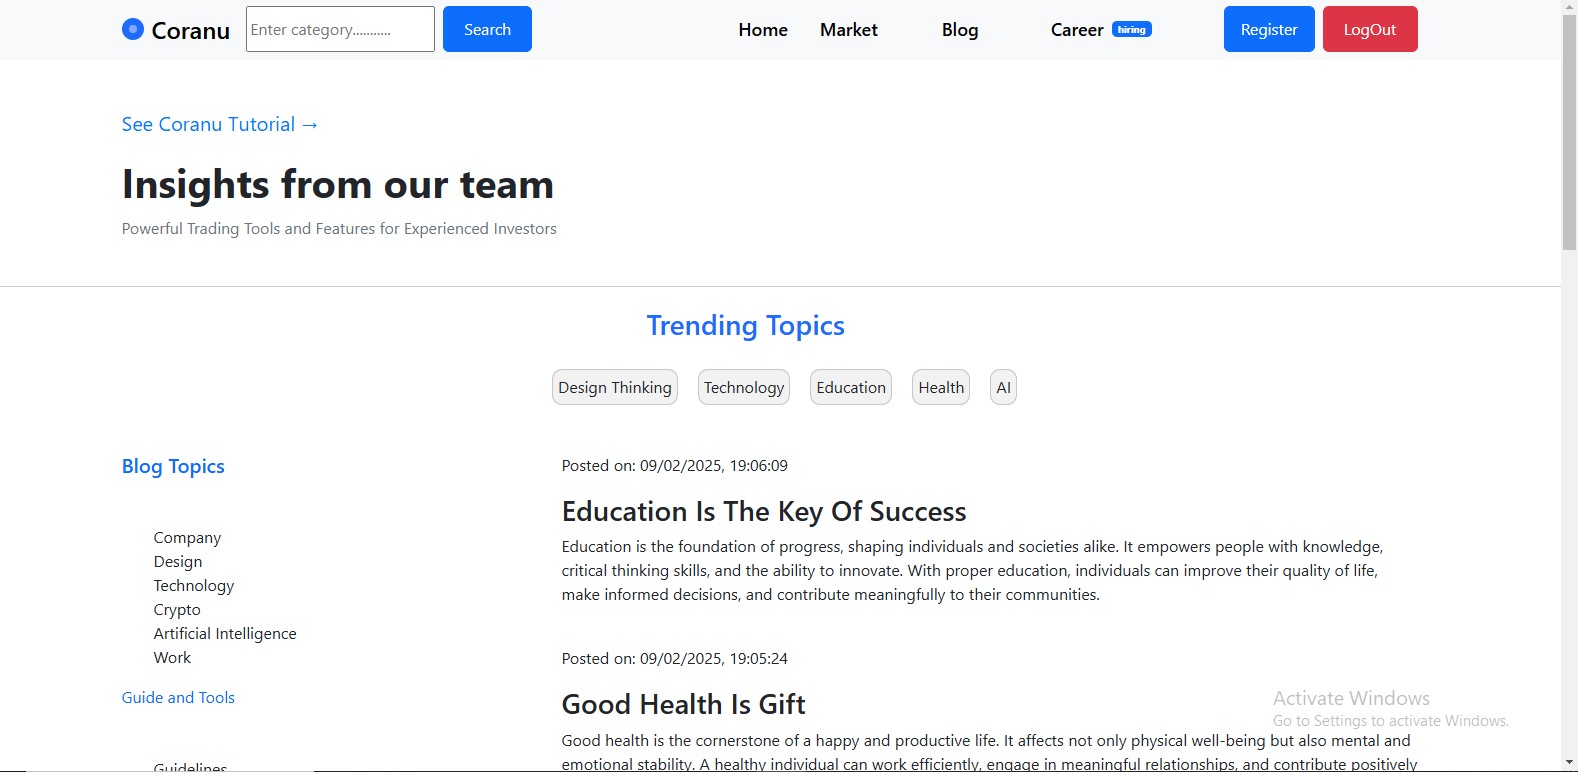 Coranu
Enter category...........
Search
Home
Market
Blog
Career
hiring
Register
LogOut
See Coranu Tutorial →
Insights from our team
Powerful Trading Tools and Features for Experienced Investors
Trending Topics
Design Thinking
Technology
Education
Health
AI
Blog Topics
Company
Design
Technology
Crypto
Artificial Intelligence
Work
Guide and Tools
Guidelines
Posted on: 09/02/2025, 19:06:09
Education Is The Key Of Success
Education is the foundation of progress, shaping individuals and societies alike. It empowers people with knowledge,
critical thinking skills, and the ability to innovate. With proper education, individuals can improve their quality of life,
make informed decisions, and contribute meaningfully to their communities.
Posted on: 09/02/2025, 19:05:24
Good Health Is Gift
Good health is the cornerstone of a happy and productive life. It affects not only physical well-being but also mental and
emotional stability. A healthy individual can work efficiently, engage in meaningful relationships, and contribute positively
Activate Windows
Go to Settings to activate Windows.